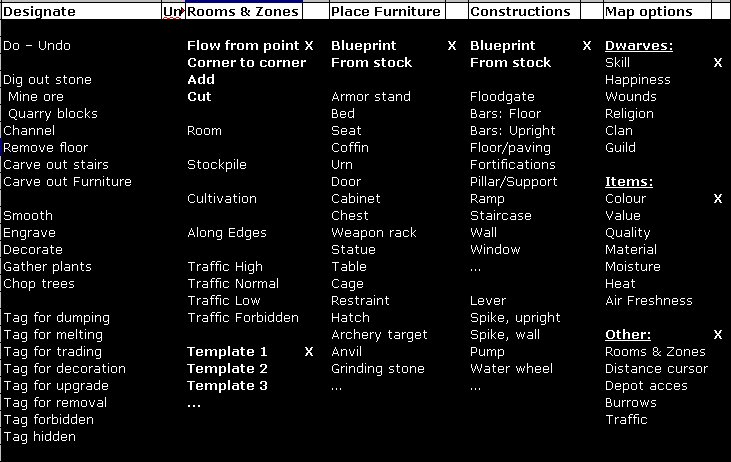 Designate Un Rooms & Zones Place Furniture Constructions Map options
Do – Undo Flow from point X Blueprint X Blueprint X Dwarves:
Corner to corner From stock From stock Skill X
Dig out stone Add Happiness
Mine ore Cut Armor stand Floodgate Wounds
Quarry blocks Bed Bars: Floor Religion
Channel Room Seat Bars: Upright Clan
Remove floor Coffin Floor/paving Guild
Carve out stairs Stockpile Urn Fortifications
Carve out Furniture Door Pillar/Support Items:
Cultivation Cabinet Ramp Colour X
Smooth Chest Staircase Value
Engrave Along Edges Weapon rack Wall Quality
Decorate Statue Window Material
Gather plants Traffic High Table ... Moisture
Chop trees Traffic Normal Cage Heat
Traffic Low Restraint Lever Air Freshness
Tag for dumping Traffic Forbidden Hatch Spike, upright
Tag for melting Archery target Spike, wall Other: X
Tag for trading Template 1 X Anvil Pump Rooms & Zones
Tag for decoration Template 2 Grinding stone Water wheel Distance cursor
Tag for upgrade Template 3 ... ... Depot acces
Tag for removal ... Burrows
Tag forbidden Traffic
Tag hidden